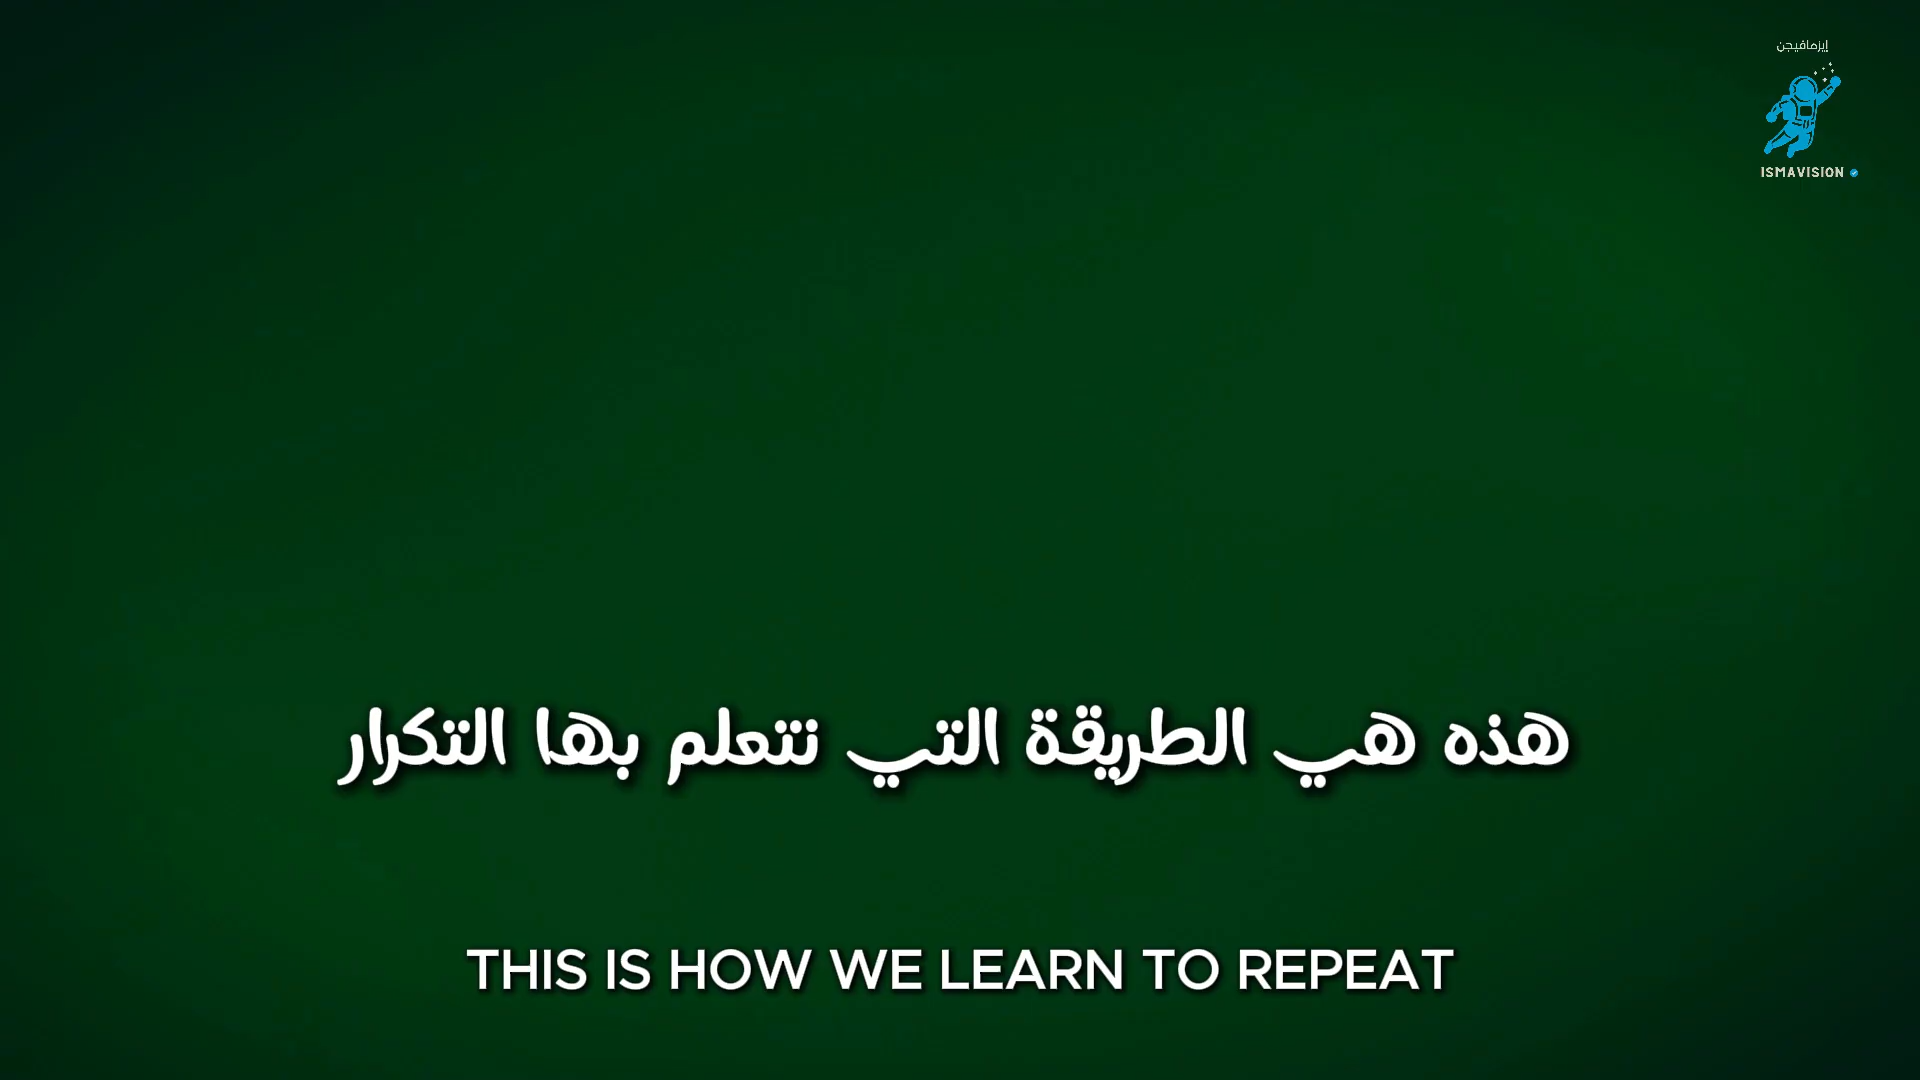 إيزمافيجن
ISMAVISION
هذه هي الطريقة التي نتعلم بها التكرار
THIS IS HOW WE LEARN TO REPEAT